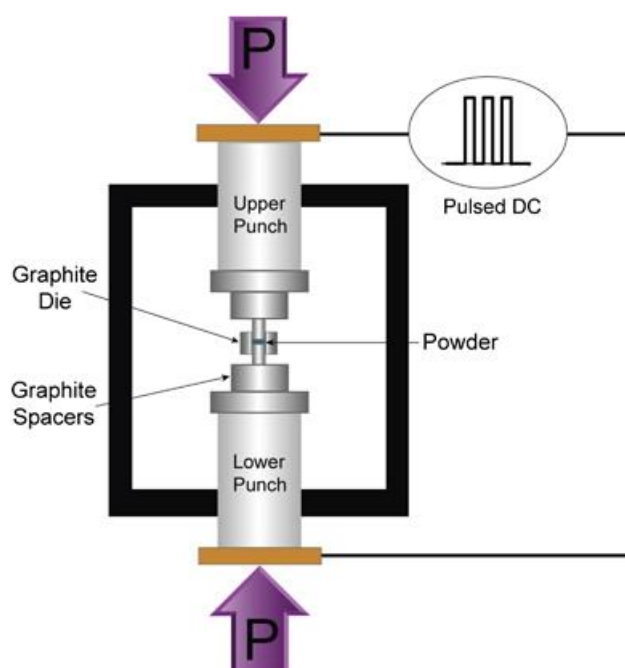 P
Pulsed DC
Upper
Punch
Graphite
Die
Powder
Graphite
Spacers
Lower
Punch
P